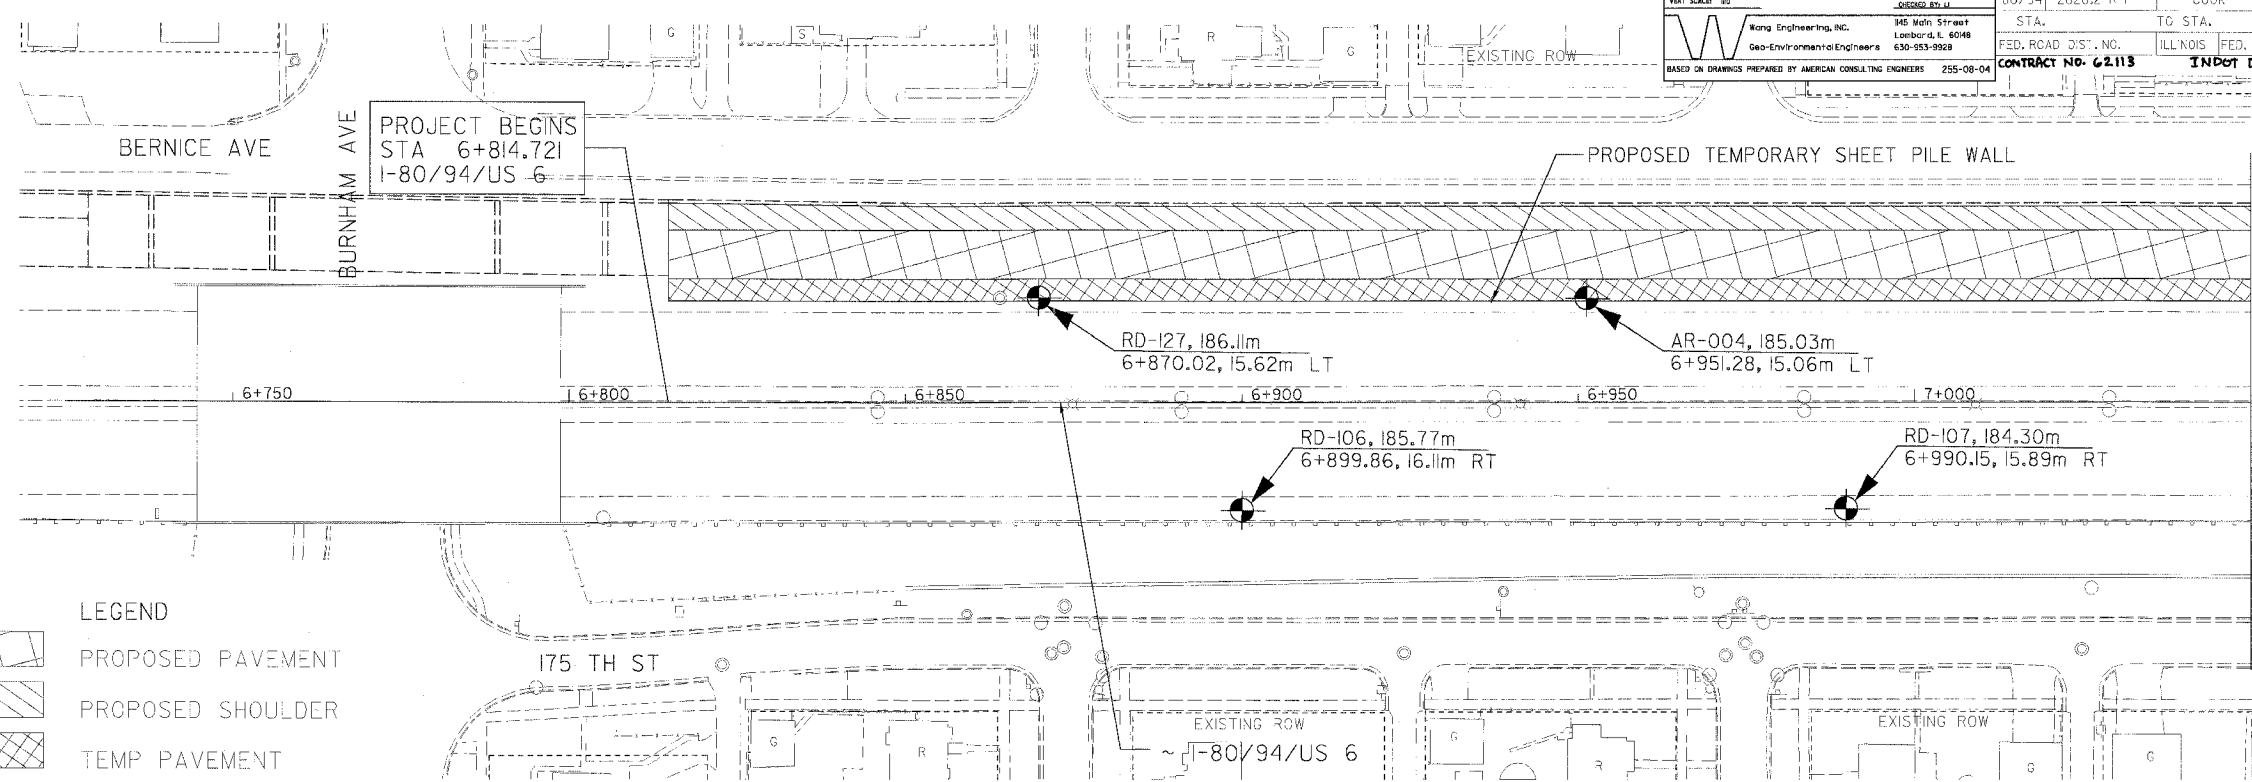 CHECKED BY: LJ
COOK
STA. TO STA.
Wang Engineering, INC.
Geo-Environmental Engineers
1145 Main Street
Lombard, IL 60148
630-953-9928
FED. ROAD DIST. NO. ILLINOIS FED.
BASED ON DRAWINGS PREPARED BY AMERICAN CONSULTING ENGINEERS 255-08-04
CONTRACT NO. 62113 INDOT
G
S
R
G
EXISTING ROW
BERNICE AVE
BURNHAM AVE
PROJECT BEGINS
STA 6+814.721
I-80/94/US 6
PROPOSED TEMPORARY SHEET PILE WALL
RD-127, 186.11m
6+870.02, 15.62m LT
AR-004, 185.03m
6+951.28, 15.06m LT
6+750
6+800
6+850
6+900
6+950
7+000
RD-106, 185.77m
6+899.86, 16.11m RT
RD-107, 184.30m
6+990.15, 15.89m RT
LEGEND
PROPOSED PAVEMENT
PROPOSED SHOULDER
TEMP PAVEMENT
175 TH ST
EXISTING ROW
~ I-80/94/US 6
EXISTING ROW
G
R
G
R
G
G